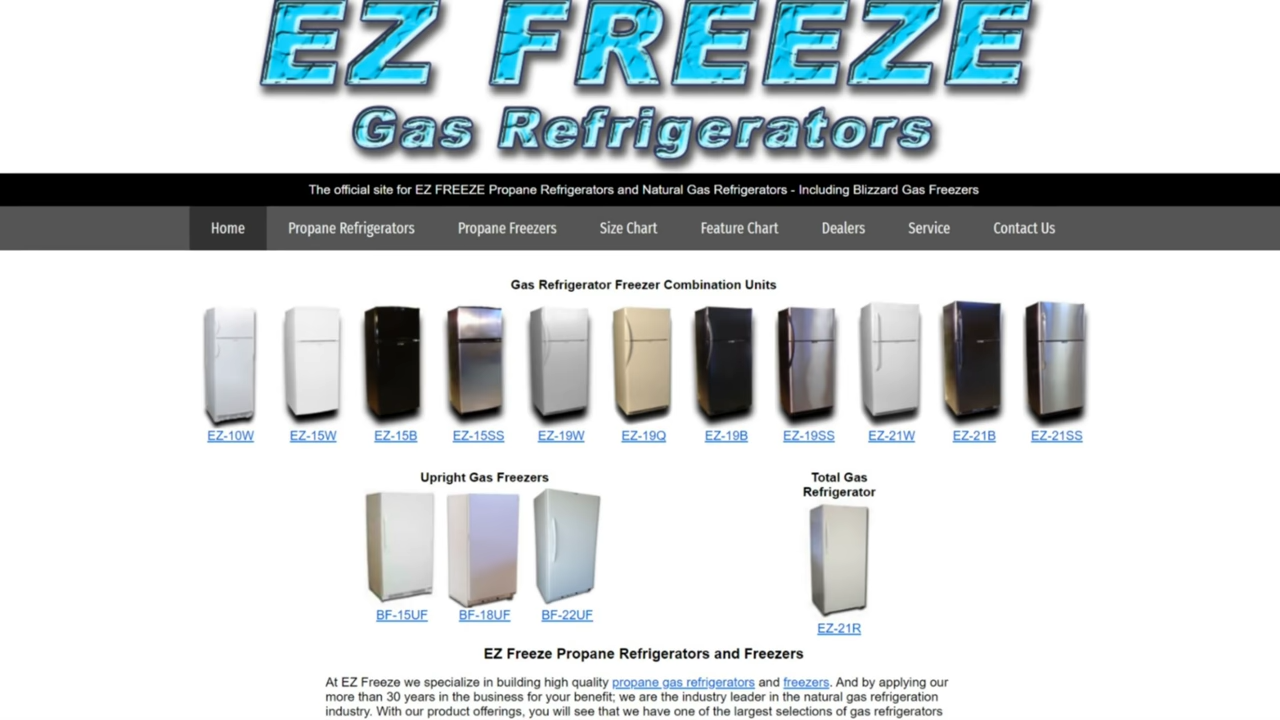 EZ FREEZE
Gas Refrigerators
The official site for EZ FREEZE Propane Refrigerators and Natural Gas Refrigerators - Including Blizzard Gas Freezers
Home Propane Refrigerators Propane Freezers Size Chart Feature Chart Dealers Service Contact Us
Gas Refrigerator Freezer Combination Units
EZ-10W EZ-15W EZ-15B EZ-15SS EZ-19W EZ-19Q EZ-19B EZ-19SS EZ-21W EZ-21B EZ-21SS
Upright Gas Freezers
BF-15UF BF-18UF BF-22UF
Total Gas
Refrigerator
EZ-21R
EZ Freeze Propane Refrigerators and Freezers
At EZ Freeze we specialize in building high quality propane gas refrigerators and freezers. And by applying our
more than 30 years in the business for your benefit; we are the industry leader in the natural gas refrigeration
industry. With our product offerings, you will see that we have one of the largest selections of gas refrigerators